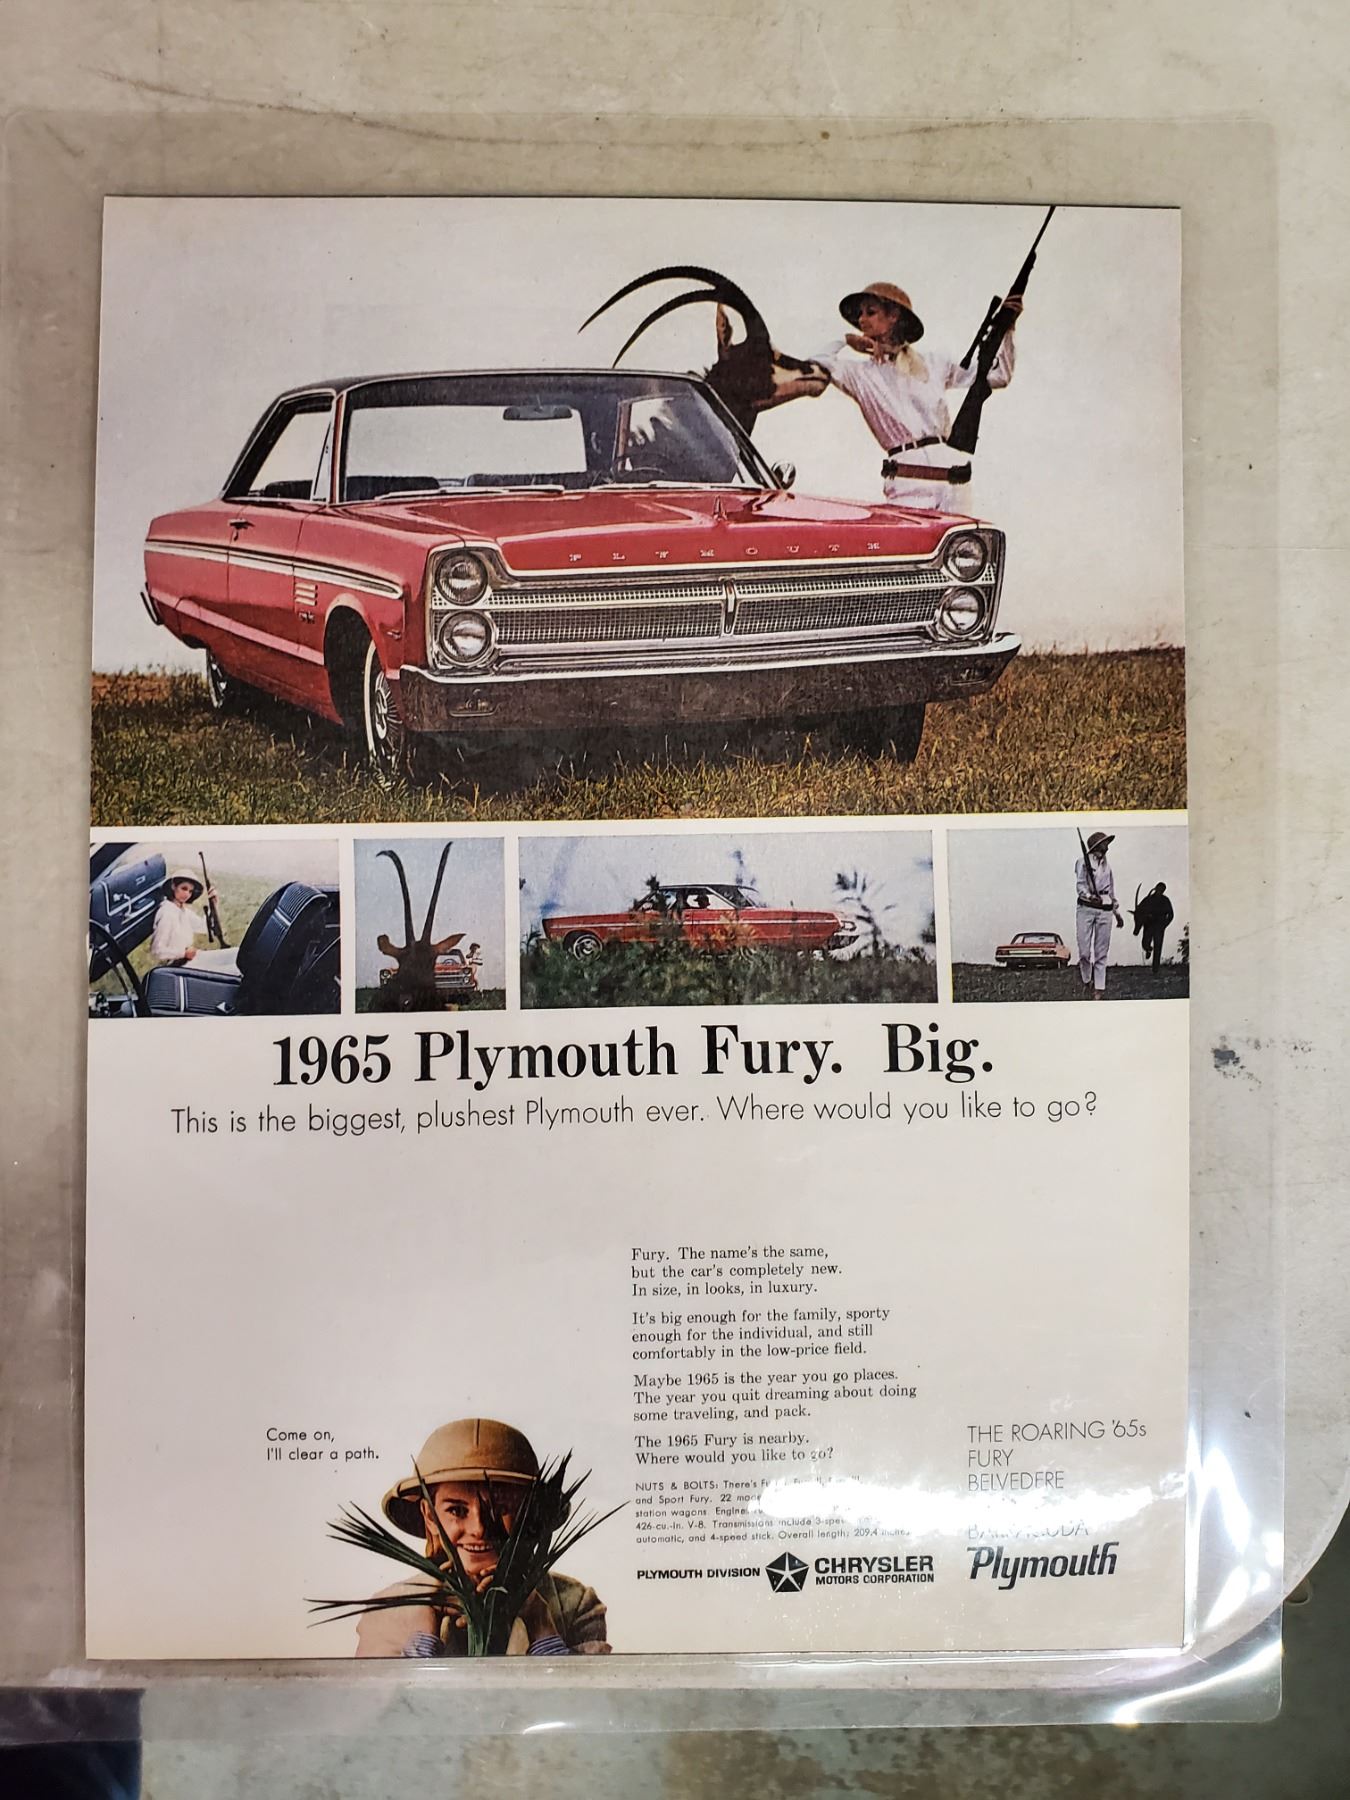 PLYMOUTH
1965 Plymouth Fury. Big.
This is the biggest, plushest Plymouth ever. Where would you like to go?
Fury. The name's the same,
but the car's completely new.
In size, in looks, in luxury.
It's big enough for the family, sporty
enough for the individual, and still
comfortably in the low-price field.
Maybe 1965 is the year you go places.
The year you quit dreaming about doing
some traveling, and pack.
The 1965 Fury is nearby.
Where would you like to go?
Come on,
I'll clear a path.
NUTS & BOLTS: There's
and Sport Fury. 22
station wagons.
426-cu.-in. V-8. Transmissions include
automatic, and 4-speed stick. Overall length: 209.4
PLYMOUTH DIVISION CHRYSLER
MOTORS CORPORATION
THE ROARING '65s
FURY
BELVEDERE
Plymouth